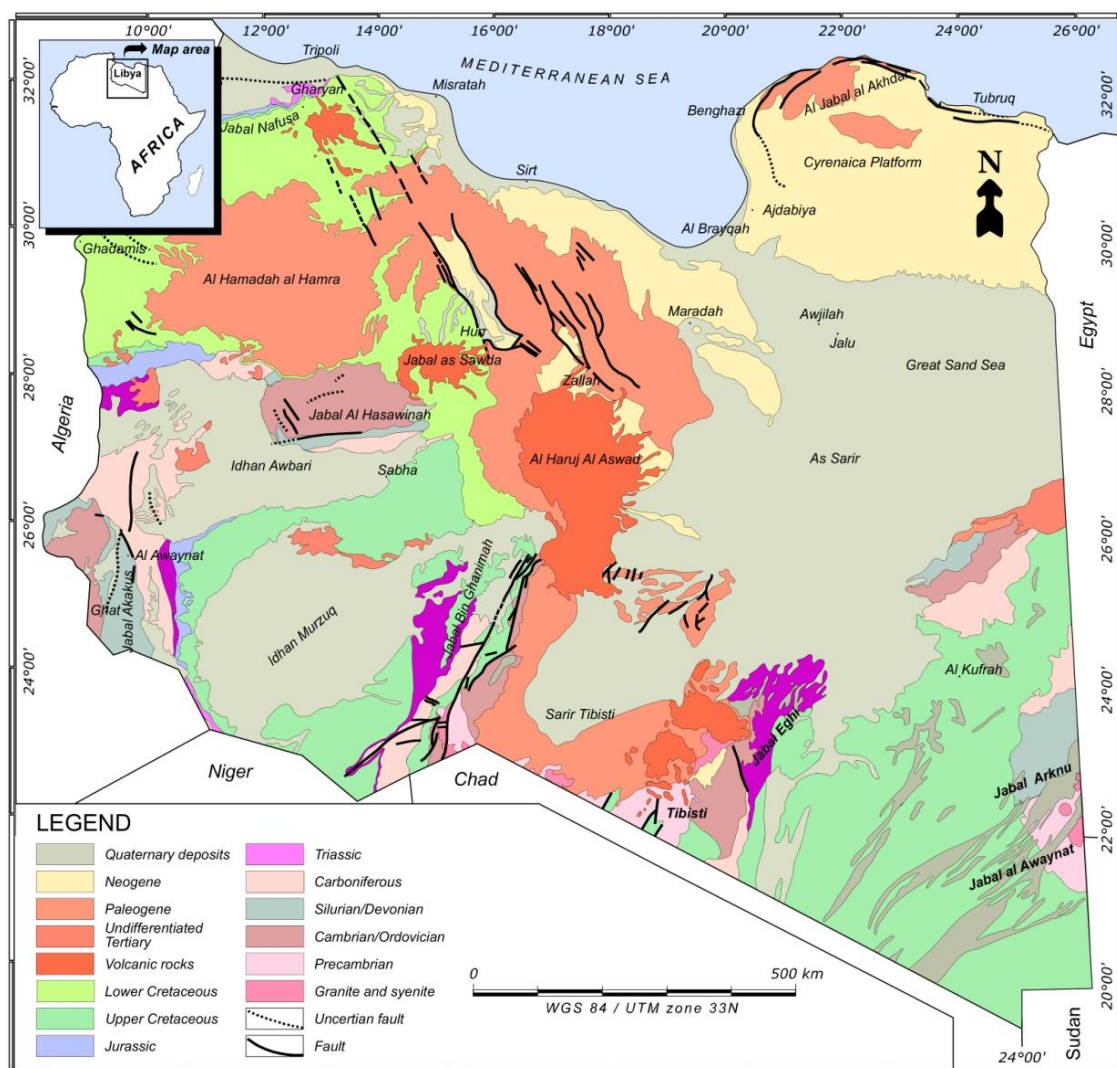 10°00'
12°00'
14°00'
16°00'
18°00'
20°00'
22°00'
24°00'
26°00'
Map area
Libya
AFRICA
Tripoli
MEDITERRANEAN SEA
32°00'
Gharyan
Misratah
Jabal Nafusa
Benghazi
Al Jabal al Akhdar
Tubruq
32°00'
Cyrenaica Platform
N
Sirt
Ajdabiya
Al Brayqah
30°00'
Ghadamis
30°00'
Al Hamadah al Hamra
Egypt
Maradah
Awjilah
Jalu
Hun
Jabal as Sawda
Great Sand Sea
28°00'
Zallah
28°00'
Algeria
Jabal Al Hasawinah
Idhan Awbari
Sabha
Al Haruj Al Aswad
As Sarir
26°00'
26°00'
Al Awaynat
Jabal Bin Ghanimah
Ghat
Jabal Akakus
Idhan Murzuq
24°00'
Al Kufrah
24°00'
Sarir Tibisti
Jabal Eghi
Niger
Chad
Jabal Arknu
Tibisti
22°00'
Jabal al Awaynat
LEGEND
Quaternary deposits
Neogene
Paleogene
Undifferentiated
Tertiary
Volcanic rocks
Lower Cretaceous
Upper Cretaceous
Jurassic
Triassic
Carboniferous
Silurian/Devonian
Cambrian/Ordovician
Precambrian
Granite and syenite
Uncertian fault
Fault
0
500 km
WGS 84 / UTM zone 33N
20°00'
Sudan
24°00'